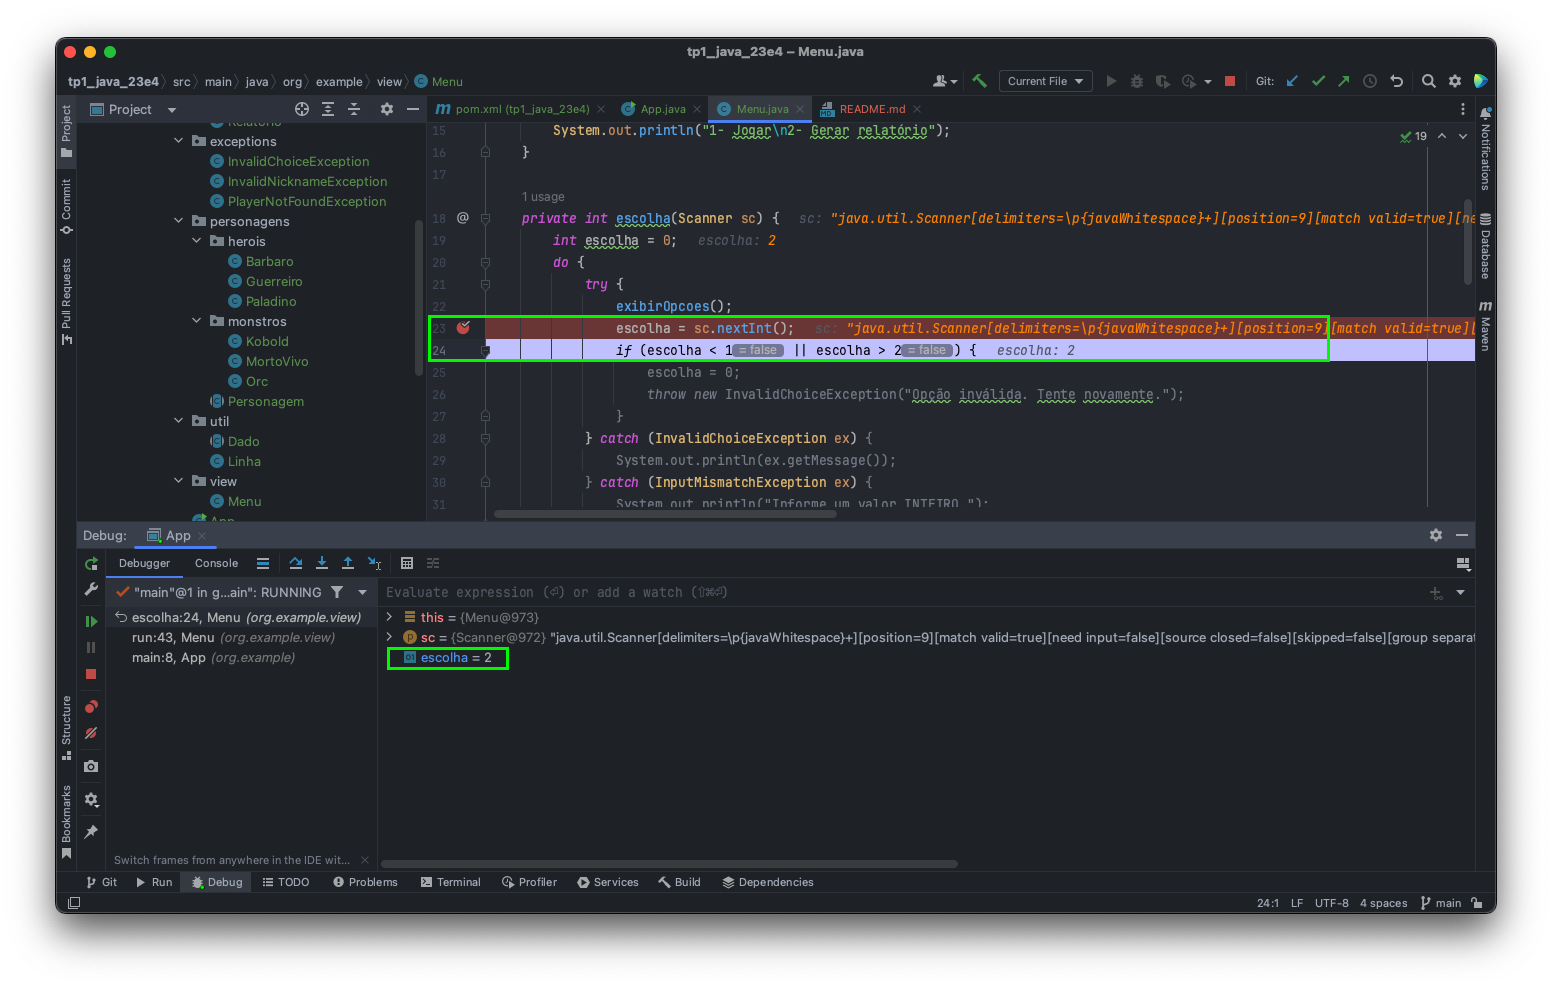 tp1_java_23e4 – Menu.java
tp1_java_23e4 src main java org example view Menu
Current File
Git:
Project
pom.xml (tp1_java_23e4)
App.java
Menu.java
README.md
Project
Commit
Pull Requests
Structure
Bookmarks
Notifications
Database
Maven
exceptions
InvalidChoiceException
InvalidNicknameException
PlayerNotFoundException
personagens
herois
Barbaro
Guerreiro
Paladino
monstros
Kobold
MortoVivo
Orc
Personagem
util
Dado
Linha
view
Menu
App
19
15 System.out.println("1- Jogar\n2- Gerar relatório");
16 }
17
1 usage
18 @ private int escolha(Scanner sc) { sc: "java.util.Scanner[delimiters=\p{javaWhitespace}+][position=9][match valid=true][ne
19 int escolha = 0; escolha: 2
20 do {
21 try {
22 exibirOpcoes();
23 escolha = sc.nextInt(); sc: "java.util.Scanner[delimiters=\p{javaWhitespace}+][position=9][match valid=true][
24 if (escolha < 1 = false || escolha > 2 = false ) { escolha: 2
25 escolha = 0;
26 throw new InvalidChoiceException("Opção inválida. Tente novamente.");
27 }
28 } catch (InvalidChoiceException ex) {
29 System.out.println(ex.getMessage());
30 } catch (InputMismatchException ex) {
31 System.out.println("Informe um valor INTEIRO.");
Debug: App
Debugger Console
"main"@1 in g...ain": RUNNING
Evaluate expression (⏎) or add a watch (⇧⌘⏎)
escolha:24, Menu (org.example.view)
run:43, Menu (org.example.view)
main:8, App (org.example)
this = {Menu@973}
sc = {Scanner@972} "java.util.Scanner[delimiters=\p{javaWhitespace}+][position=9][match valid=true][need input=false][source closed=false][skipped=false][group separat
escolha = 2
Switch frames from anywhere in the IDE wit...
Git Run Debug TODO Problems Terminal Profiler Services Build Dependencies
24:1 LF UTF-8 4 spaces main